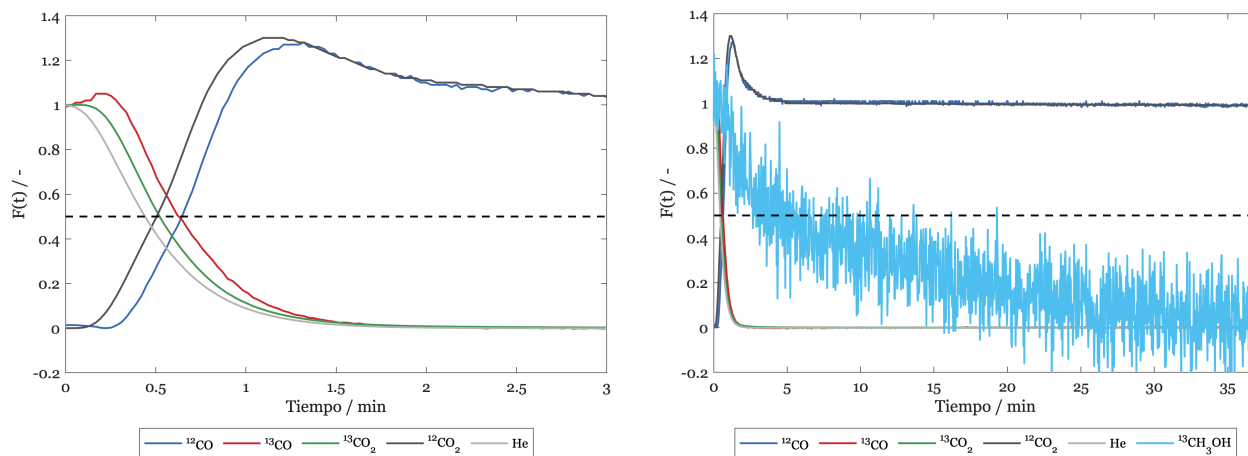 1.4
1.2
1
0.8
0.6
0.4
0.2
0
-0.2
F(t) / -
0 0.5 1 1.5 2 2.5 3
Tiempo / min
¹²CO ¹³CO ¹³CO₂ ¹²CO₂ He
1.4
1.2
1
0.8
0.6
0.4
0.2
0
-0.2
F(t) / -
0 5 10 15 20 25 30 35
Tiempo / min
¹²CO ¹³CO ¹³CO₂ ¹²CO₂ He ¹³CH₃OH